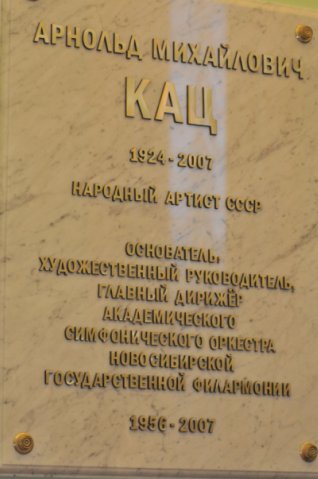 АРНОЛЬД МИХАЙЛОВИЧ
КАЦ
1924-2007
НАРОДНЫЙ АРТИСТ СССР
ОСНОВАТЕЛЬ,
ХУДОЖЕСТВЕННЫЙ РУКОВОДИТЕЛЬ,
ГЛАВНЫЙ ДИРИЖЁР
АКАДЕМИЧЕСКОГО
СИМФОНИЧЕСКОГО ОРКЕСТРА
НОВОСИБИРСКОЙ
ГОСУДАРСТВЕННОЙ ФИЛАРМОНИИ
1956-2007